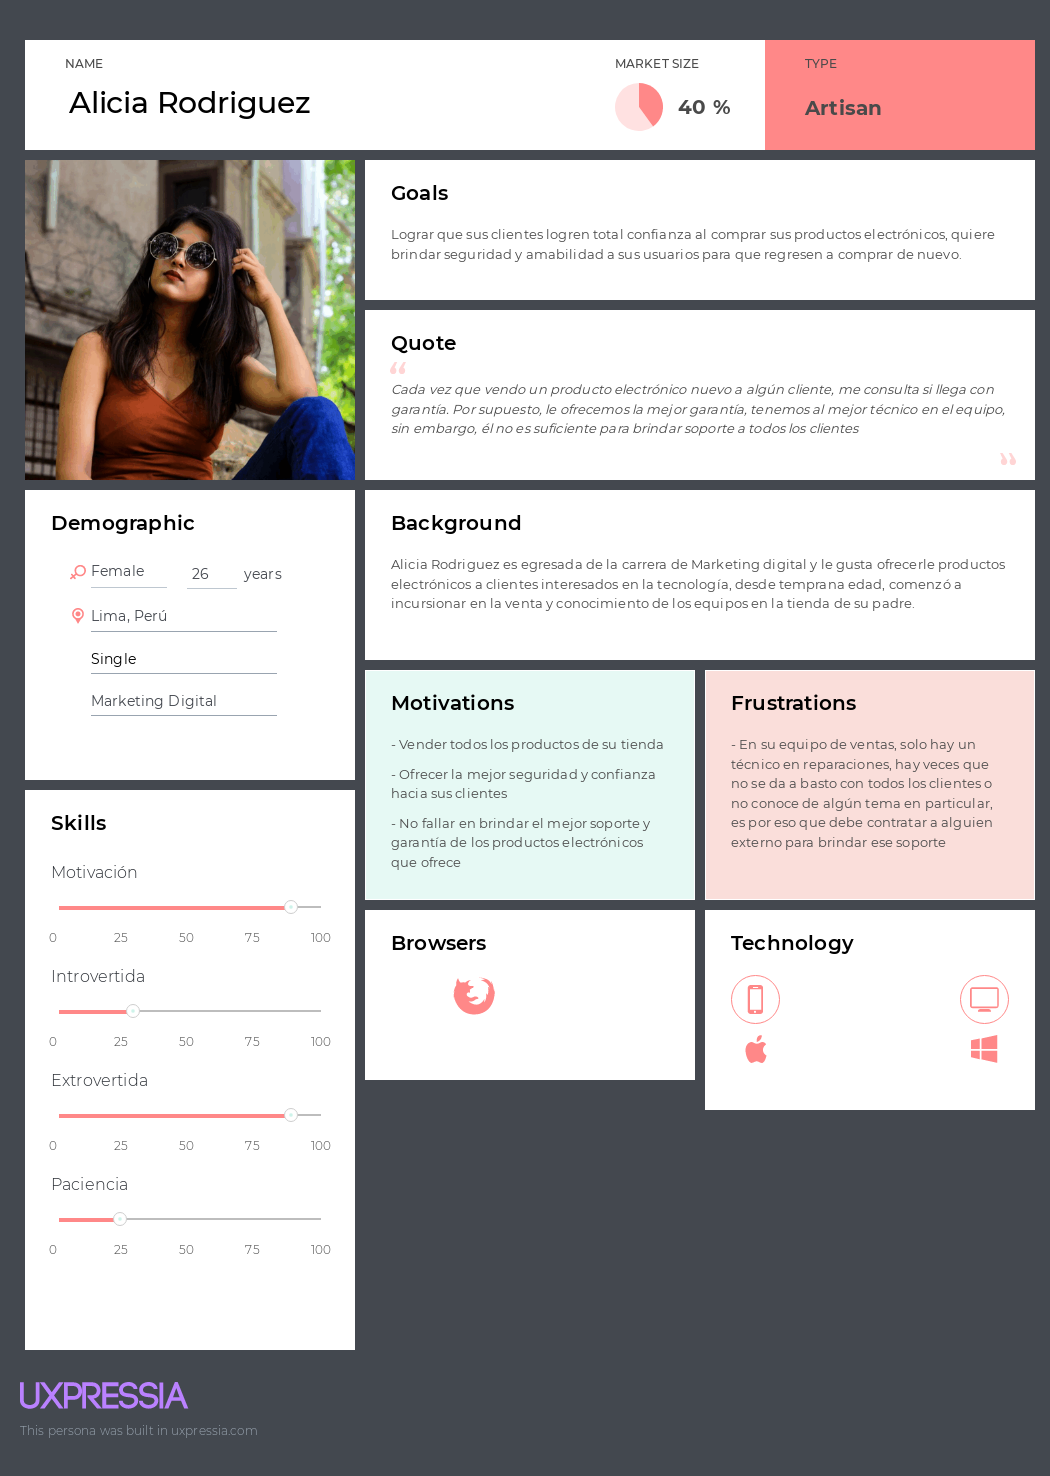 NAME
Alicia Rodriguez
MARKET SIZE
40 %
TYPE
Artisan
Goals
Lograr que sus clientes logren total confianza al comprar sus productos electrónicos, quiere
brindar seguridad y amabilidad a sus usuarios para que regresen a comprar de nuevo.
Quote
“
Cada vez que vendo un producto electrónico nuevo a algún cliente, me consulta si llega con
garantía. Por supuesto, le ofrecemos la mejor garantía, tenemos al mejor técnico en el equipo,
sin embargo, él no es suficiente para brindar soporte a todos los clientes
”
Demographic
Female 26 years
Lima, Perú
Single
Marketing Digital
Background
Alicia Rodriguez es egresada de la carrera de Marketing digital y le gusta ofrecerle productos
electrónicos a clientes interesados en la tecnología, desde temprana edad, comenzó a
incursionar en la venta y conocimiento de los equipos en la tienda de su padre.
Motivations
- Vender todos los productos de su tienda
- Ofrecer la mejor seguridad y confianza
hacia sus clientes
- No fallar en brindar el mejor soporte y
garantía de los productos electrónicos
que ofrece
Frustrations
- En su equipo de ventas, solo hay un
técnico en reparaciones, hay veces que
no se da a basto con todos los clientes o
no conoce de algún tema en particular,
es por eso que debe contratar a alguien
externo para brindar ese soporte
Skills
Motivación
0 25 50 75 100
Introvertida
0 25 50 75 100
Extrovertida
0 25 50 75 100
Paciencia
0 25 50 75 100
Browsers
Technology
UXPRESSIA
This persona was built in uxpressia.com